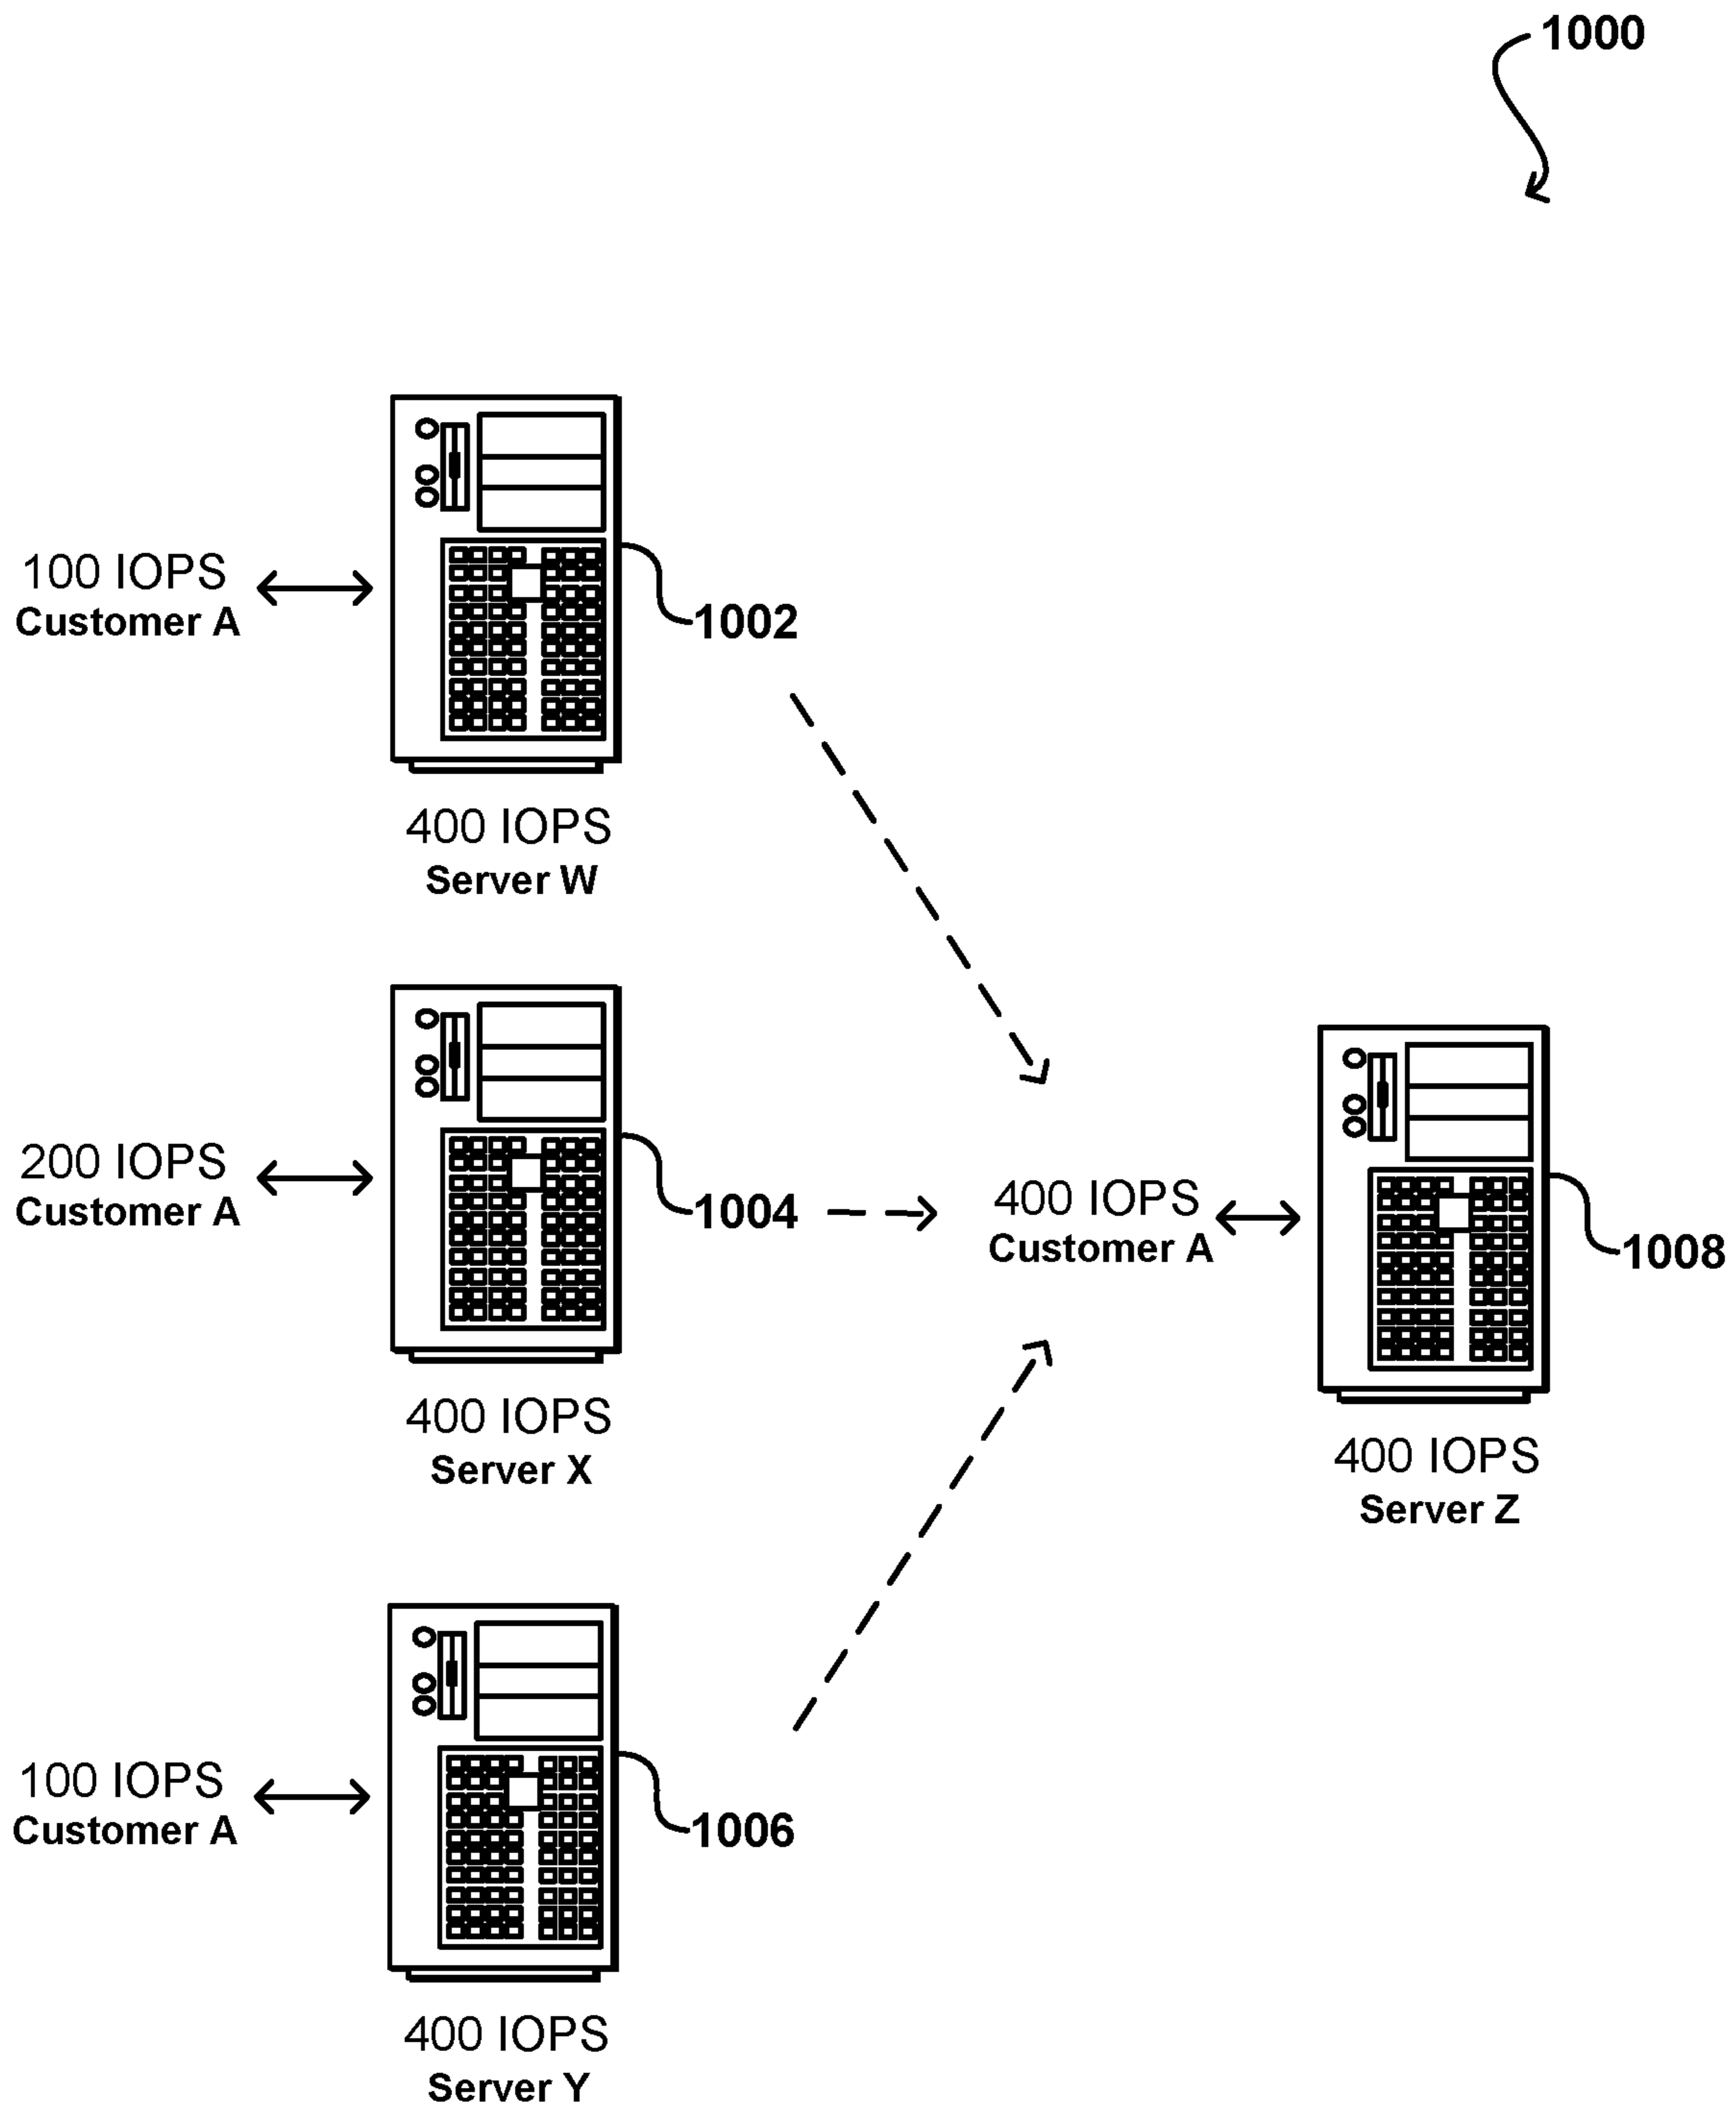 1000
100 IOPS
Customer A
1002
400 IOPS
Server W
200 IOPS
Customer A
1004
400 IOPS
Customer A
1008
400 IOPS
Server X
400 IOPS
Server Z
100 IOPS
Customer A
1006
400 IOPS
Server Y